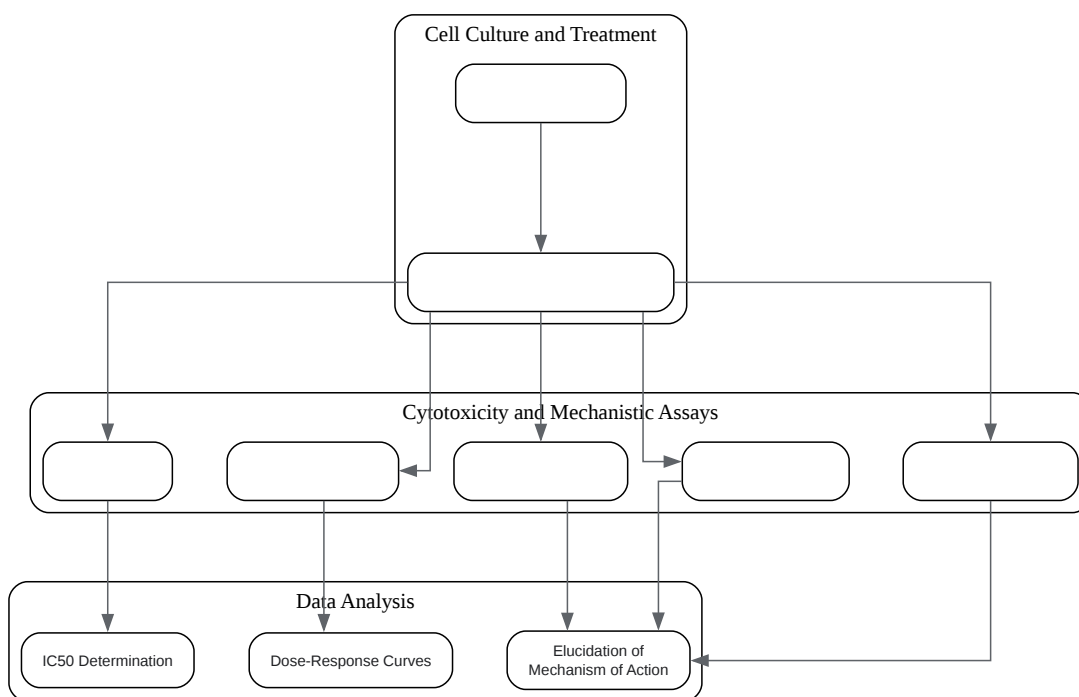 Cell Culture and Treatment
Cytotoxicity and Mechanistic Assays
Data Analysis
IC50 Determination
Dose-Response Curves
Elucidation of
Mechanism of Action